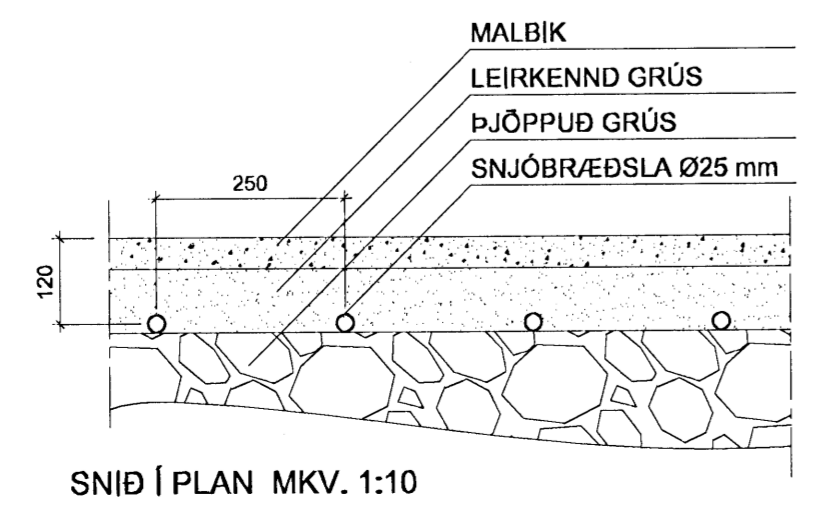 MALBIK
LEIRKENND GRÚS
ÞJÖPPUÐ GRÚS
SNJÓBRÆÐSLA Ø25 mm
250
120
SNIÐ Í PLAN MKV. 1:10